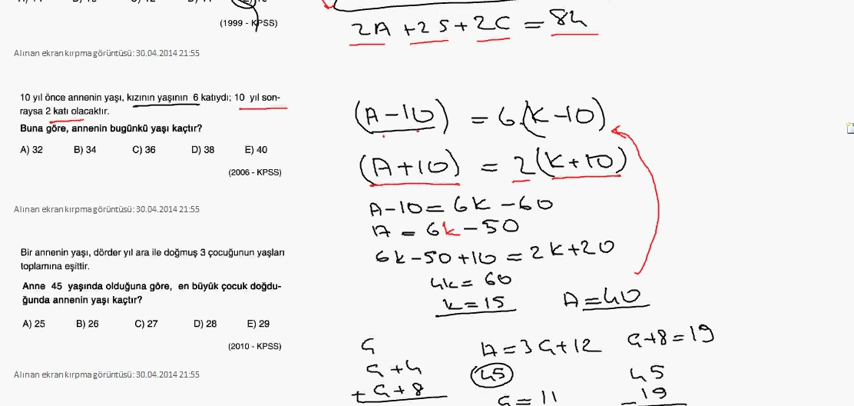 (1999 - KPSS)
2A + 2S + 2C = 84
Alınan ekran kırpma görüntüsü: 30.04.2014 21:55
10 yıl önce annenin yaşı, kızının yaşının 6 katıydı; 10 yıl son-
raysa 2 katı olacaktır.
Buna göre, annenin bugünkü yaşı kaçtır?
A) 32 B) 34 C) 36 D) 38 E) 40
(2006 - KPSS)
(A-10) = 6.(K-10)
(A+10) = 2(K+10)
A-10 = 6K-60
A = 6K-50
6K-50+10 = 2K+20
4K = 60
K = 15
A = 40
Alınan ekran kırpma görüntüsü: 30.04.2014 21:55
Bir annenin yaşı, dörder yıl ara ile doğmuş 3 çocuğunun yaşları
toplamına eşittir.
Anne 45 yaşında olduğuna göre, en büyük çocuk doğdu-
ğunda annenin yaşı kaçtır?
A) 25 B) 26 C) 27 D) 28 E) 29
(2010 - KPSS)
Ç
Ç+4
+ Ç+8
A = 3Ç+12
45
Ç = 11
Ç+8 = 19
45
- 19
Alınan ekran kırpma görüntüsü: 30.04.2014 21:55